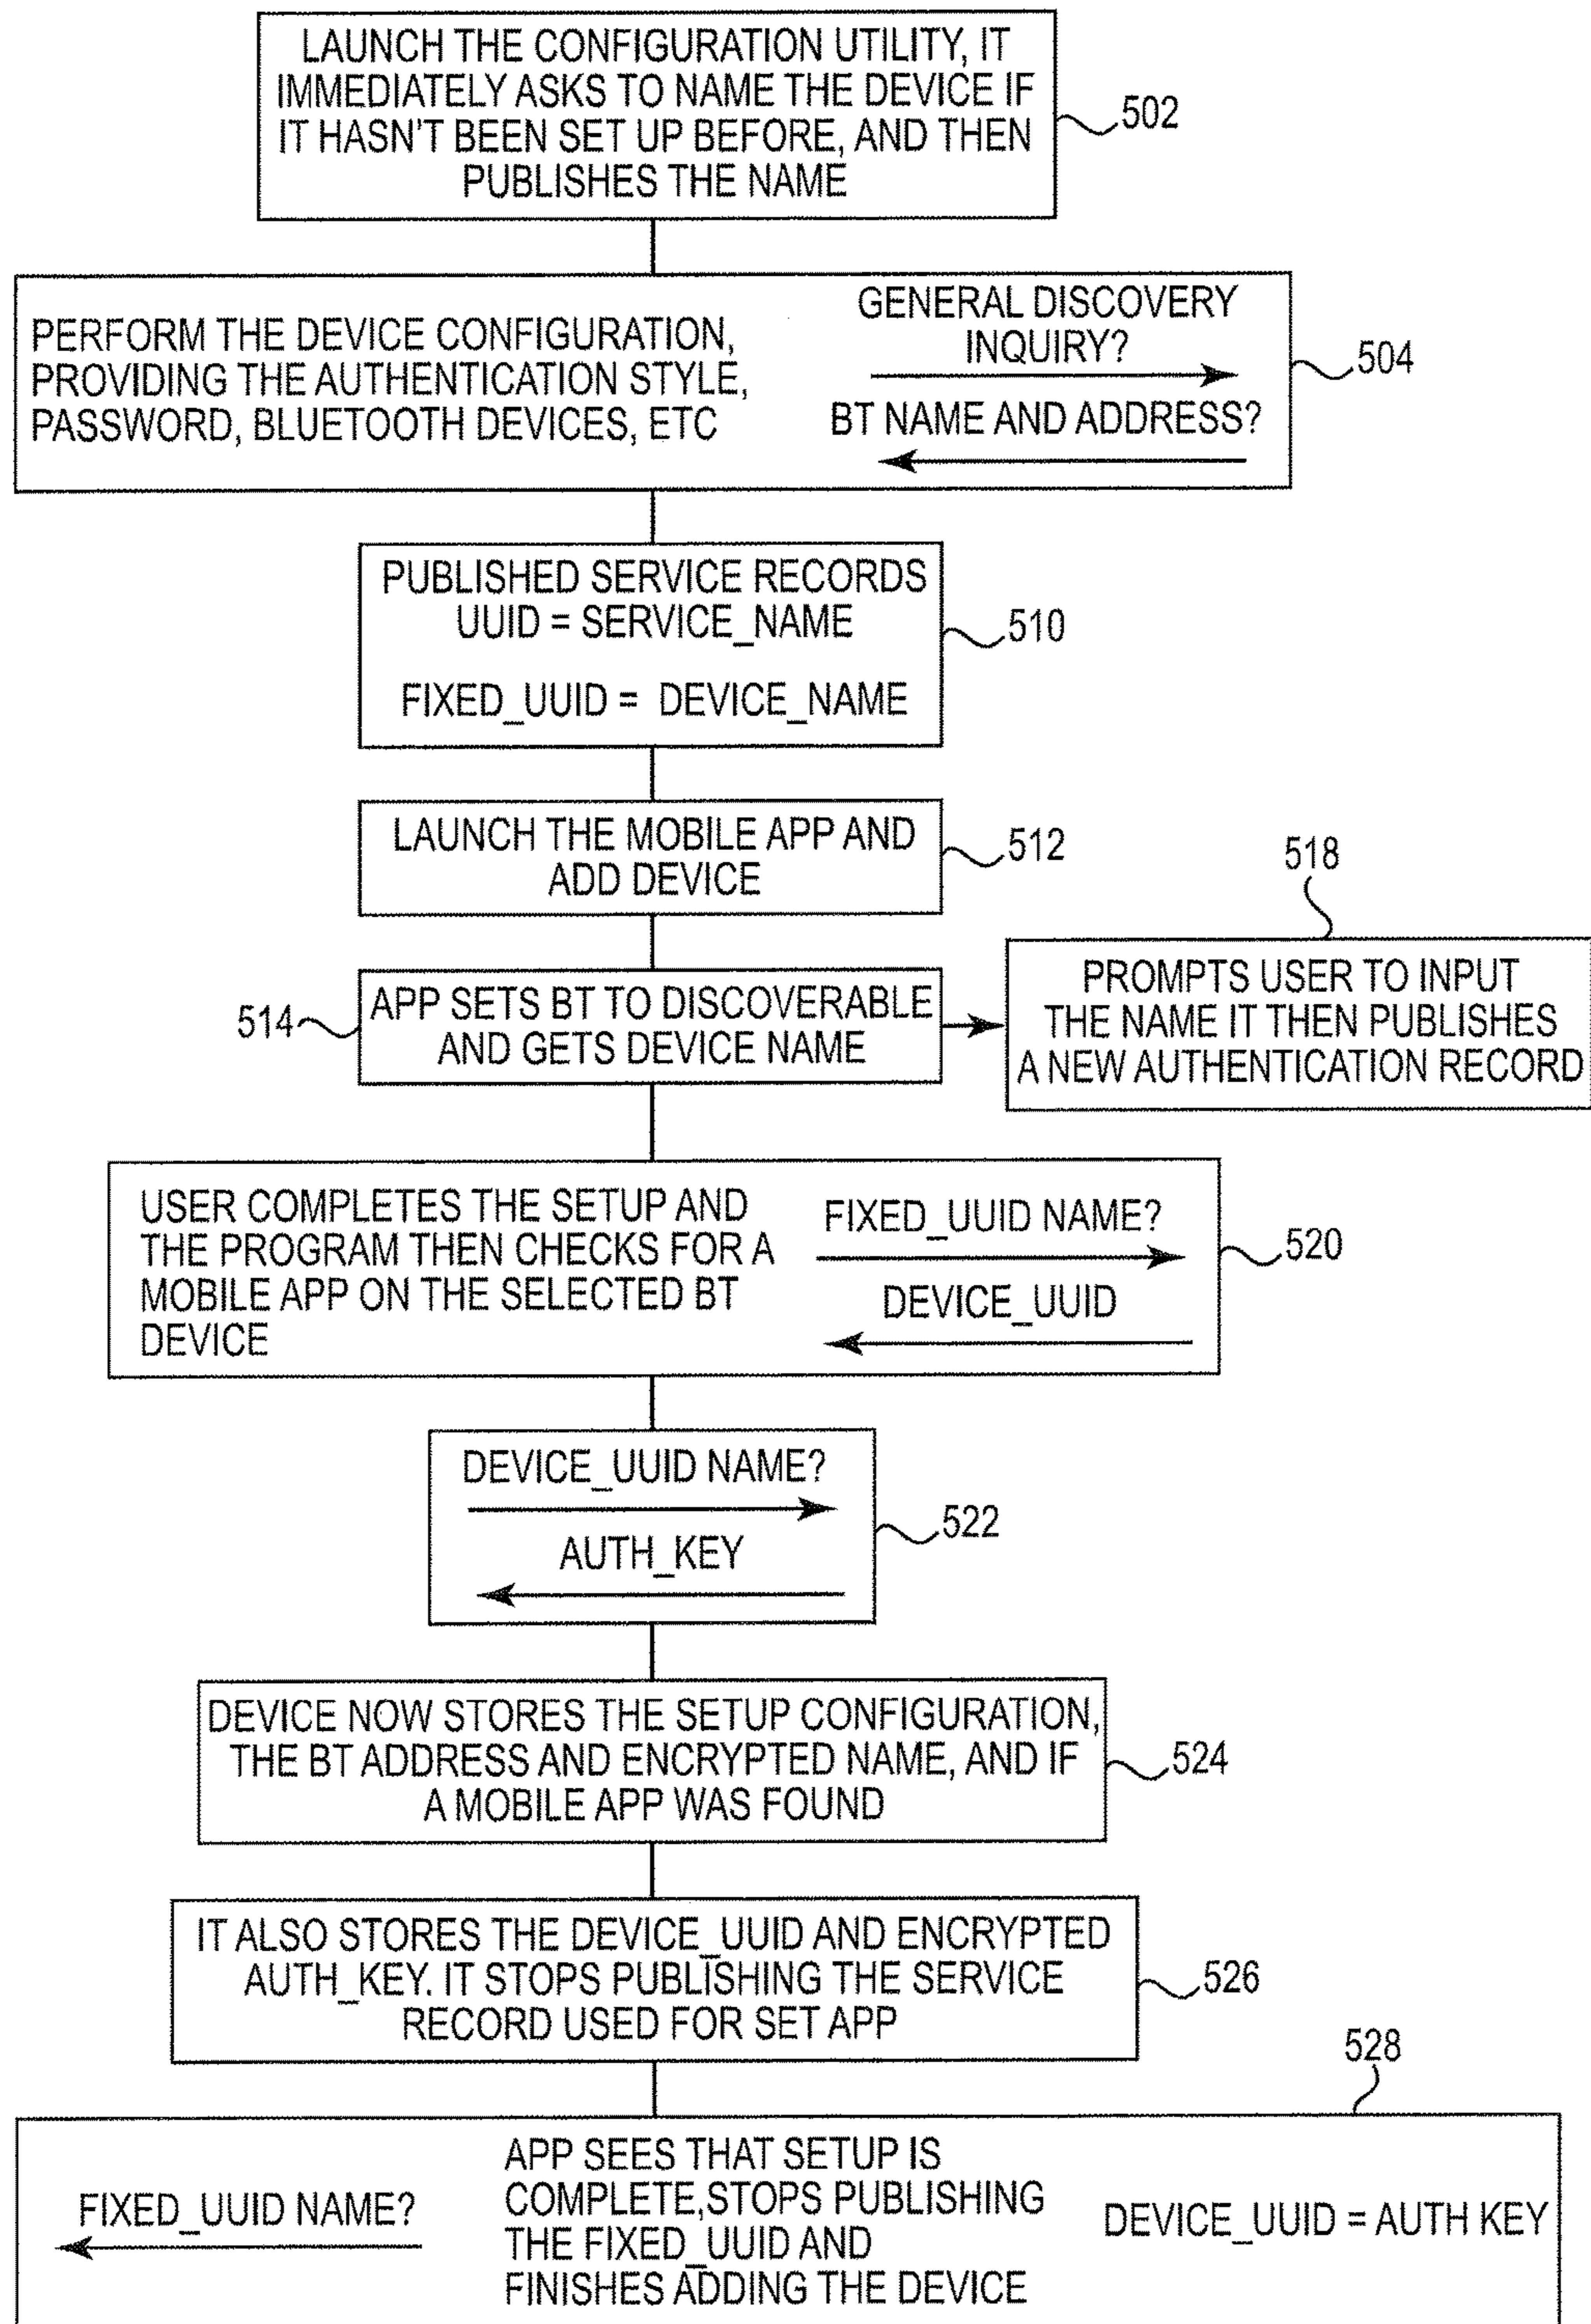 LAUNCH THE CONFIGURATION UTILITY, IT
IMMEDIATELY ASKS TO NAME THE DEVICE IF
IT HASN'T BEEN SET UP BEFORE, AND THEN
PUBLISHES THE NAME
502
PERFORM THE DEVICE CONFIGURATION,
PROVIDING THE AUTHENTICATION STYLE,
PASSWORD, BLUETOOTH DEVICES, ETC
GENERAL DISCOVERY
INQUIRY?
BT NAME AND ADDRESS?
504
PUBLISHED SERVICE RECORDS
UUID = SERVICE_NAME
FIXED_UUID = DEVICE_NAME
510
LAUNCH THE MOBILE APP AND
ADD DEVICE
512
514
APP SETS BT TO DISCOVERABLE
AND GETS DEVICE NAME
518
PROMPTS USER TO INPUT
THE NAME IT THEN PUBLISHES
A NEW AUTHENTICATION RECORD
USER COMPLETES THE SETUP AND
THE PROGRAM THEN CHECKS FOR A
MOBILE APP ON THE SELECTED BT
DEVICE
FIXED_UUID NAME?
DEVICE_UUID
520
DEVICE_UUID NAME?
AUTH_KEY
522
DEVICE NOW STORES THE SETUP CONFIGURATION,
THE BT ADDRESS AND ENCRYPTED NAME, AND IF
A MOBILE APP WAS FOUND
524
IT ALSO STORES THE DEVICE_UUID AND ENCRYPTED
AUTH_KEY. IT STOPS PUBLISHING THE SERVICE
RECORD USED FOR SET APP
526
528
FIXED_UUID NAME?
APP SEES THAT SETUP IS
COMPLETE,STOPS PUBLISHING
THE FIXED_UUID AND
FINISHES ADDING THE DEVICE
DEVICE_UUID = AUTH KEY